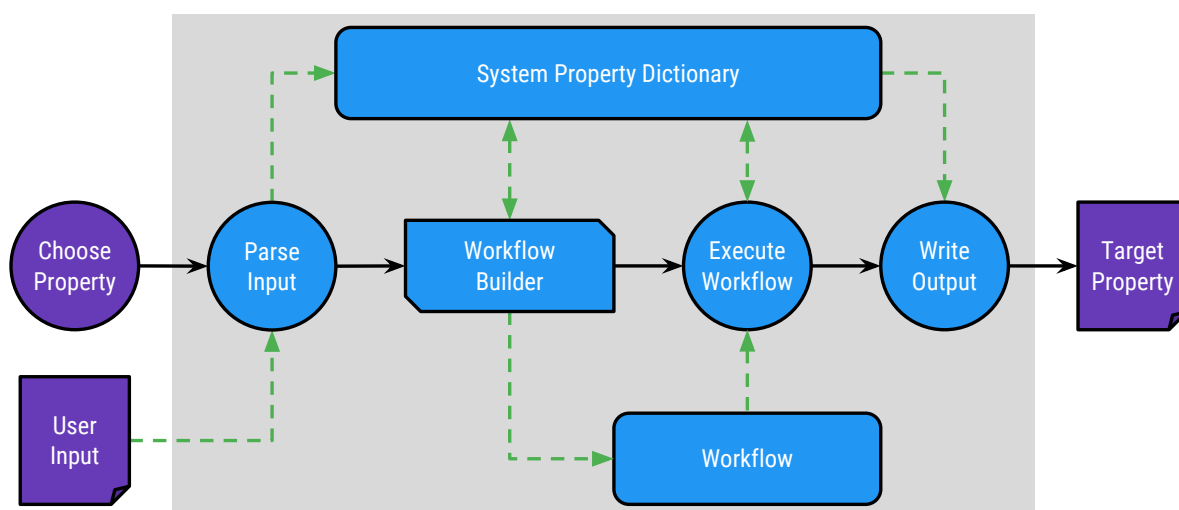 System Property Dictionary
Choose
Property
Parse
Input
Workflow
Builder
Execute
Workflow
Write
Output
Target
Property
User
Input
Workflow